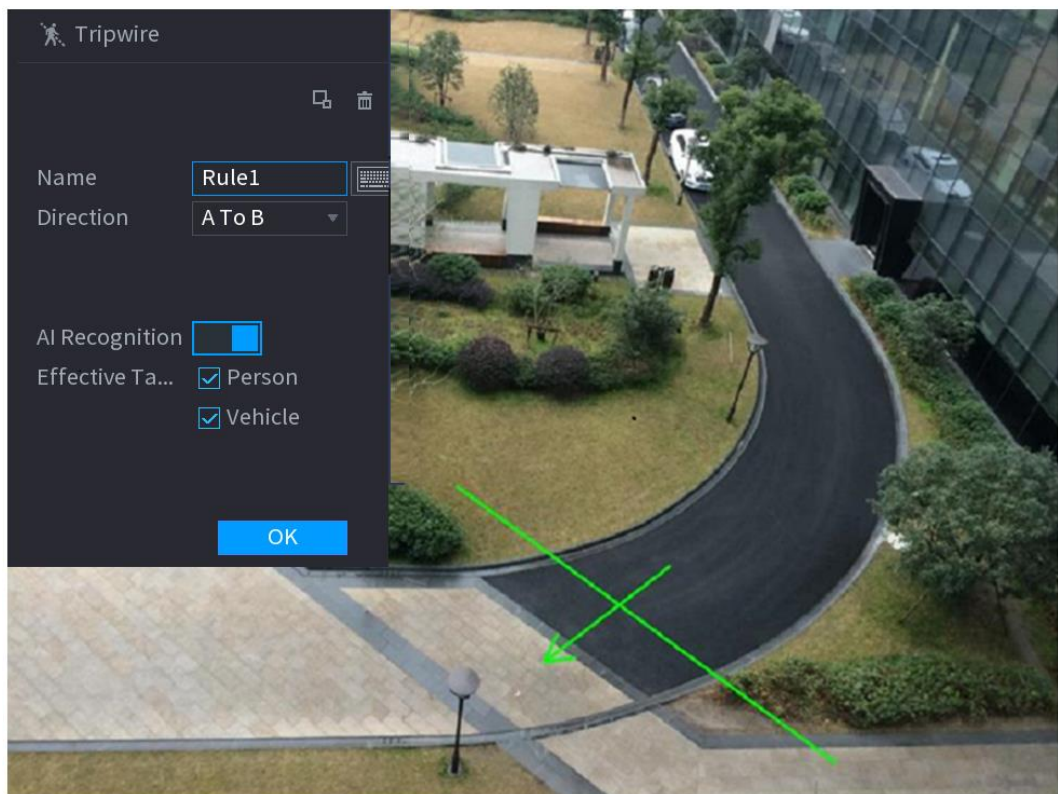 Tripwire
Name Rule1
Direction A To B
AI Recognition
Effective Ta... Person
Vehicle
OK